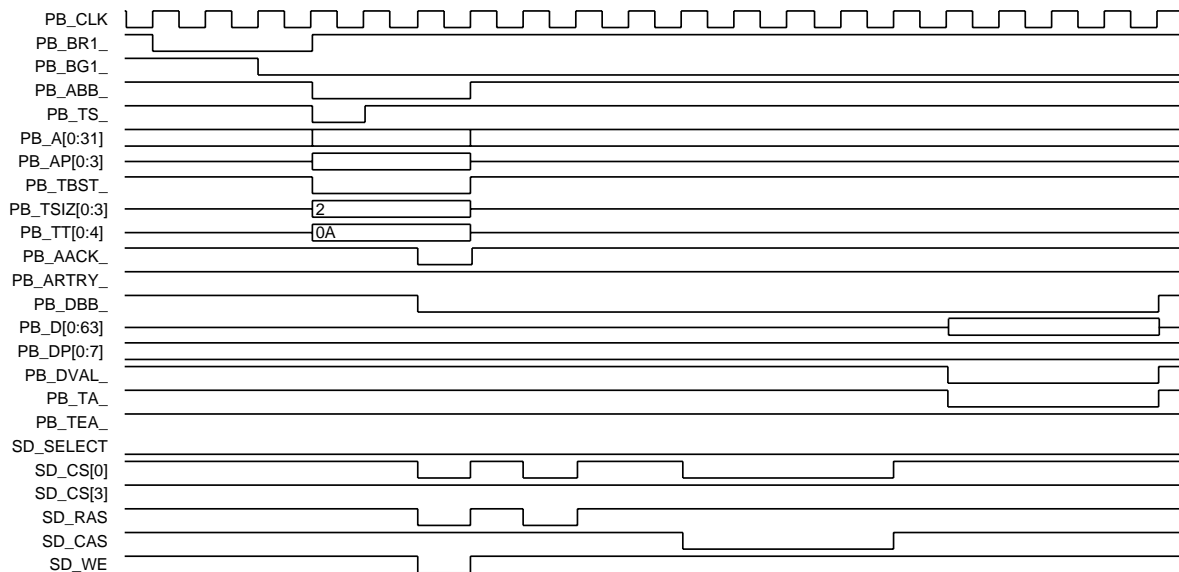 PB_CLK
PB_BR1_
PB_BG1_
PB_ABB_
PB_TS_
PB_A[0:31]
PB_AP[0:3]
PB_TBST_
PB_TSIZ[0:3] 2
PB_TT[0:4] 0A
PB_AACK_
PB_ARTRY_
PB_DBB_
PB_D[0:63]
PB_DP[0:7]
PB_DVAL_
PB_TA_
PB_TEA_
SD_SELECT
SD_CS[0]
SD_CS[3]
SD_RAS
SD_CAS
SD_WE